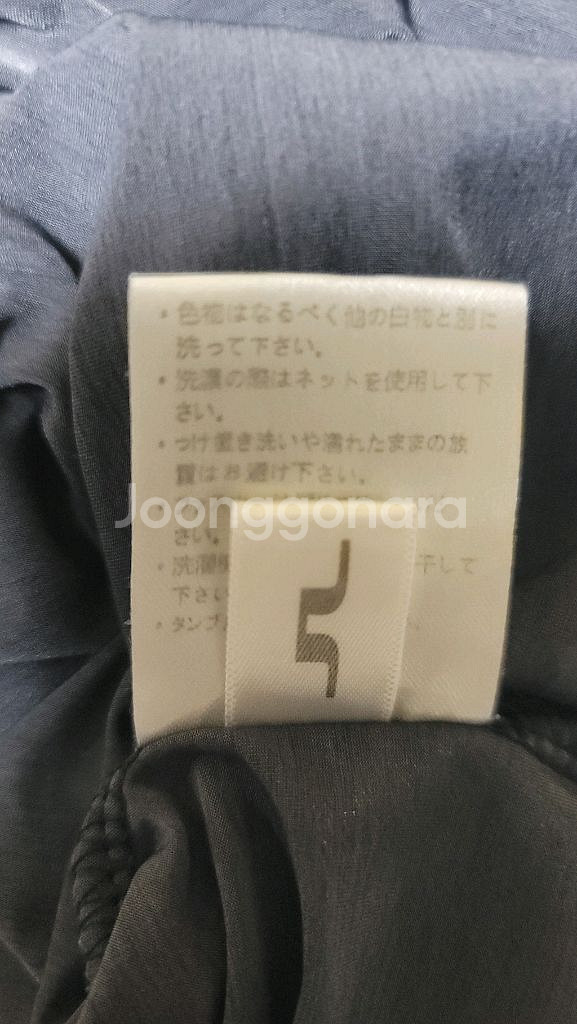 ・色物はなるべく他の白物と別に
洗って下さい。
・洗濯の際はネットを使用して下
さい。
・つけ置き洗いや濡れたままの放
置はお避け下さい。
Joonggonara
さい。
・洗濯 干して
下さい
・タンブ